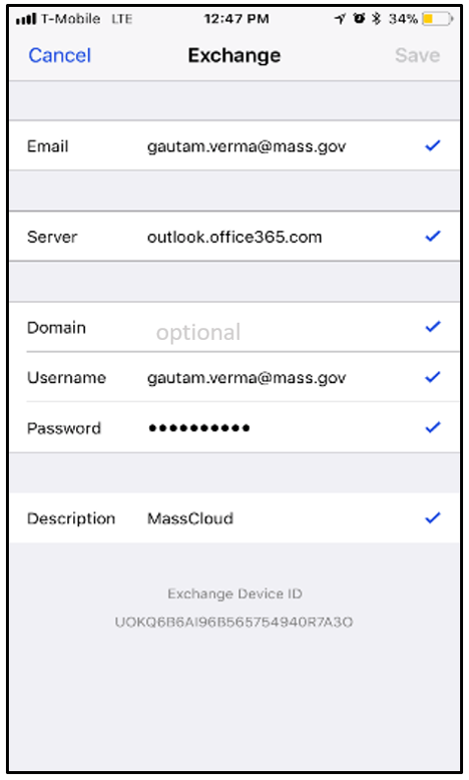 T-Mobile LTE 12:47 PM 34%
Cancel Exchange Save
Email gautam.verma@mass.gov
Server outlook.office365.com
Domain optional
Username gautam.verma@mass.gov
Password ••••••••••
Description MassCloud
Exchange Device ID
UOKQ6B6AI96B565754940R7A3O